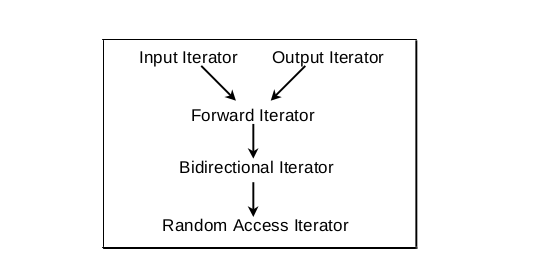 Input Iterator Output Iterator
Forward Iterator
Bidirectional Iterator
Random Access Iterator